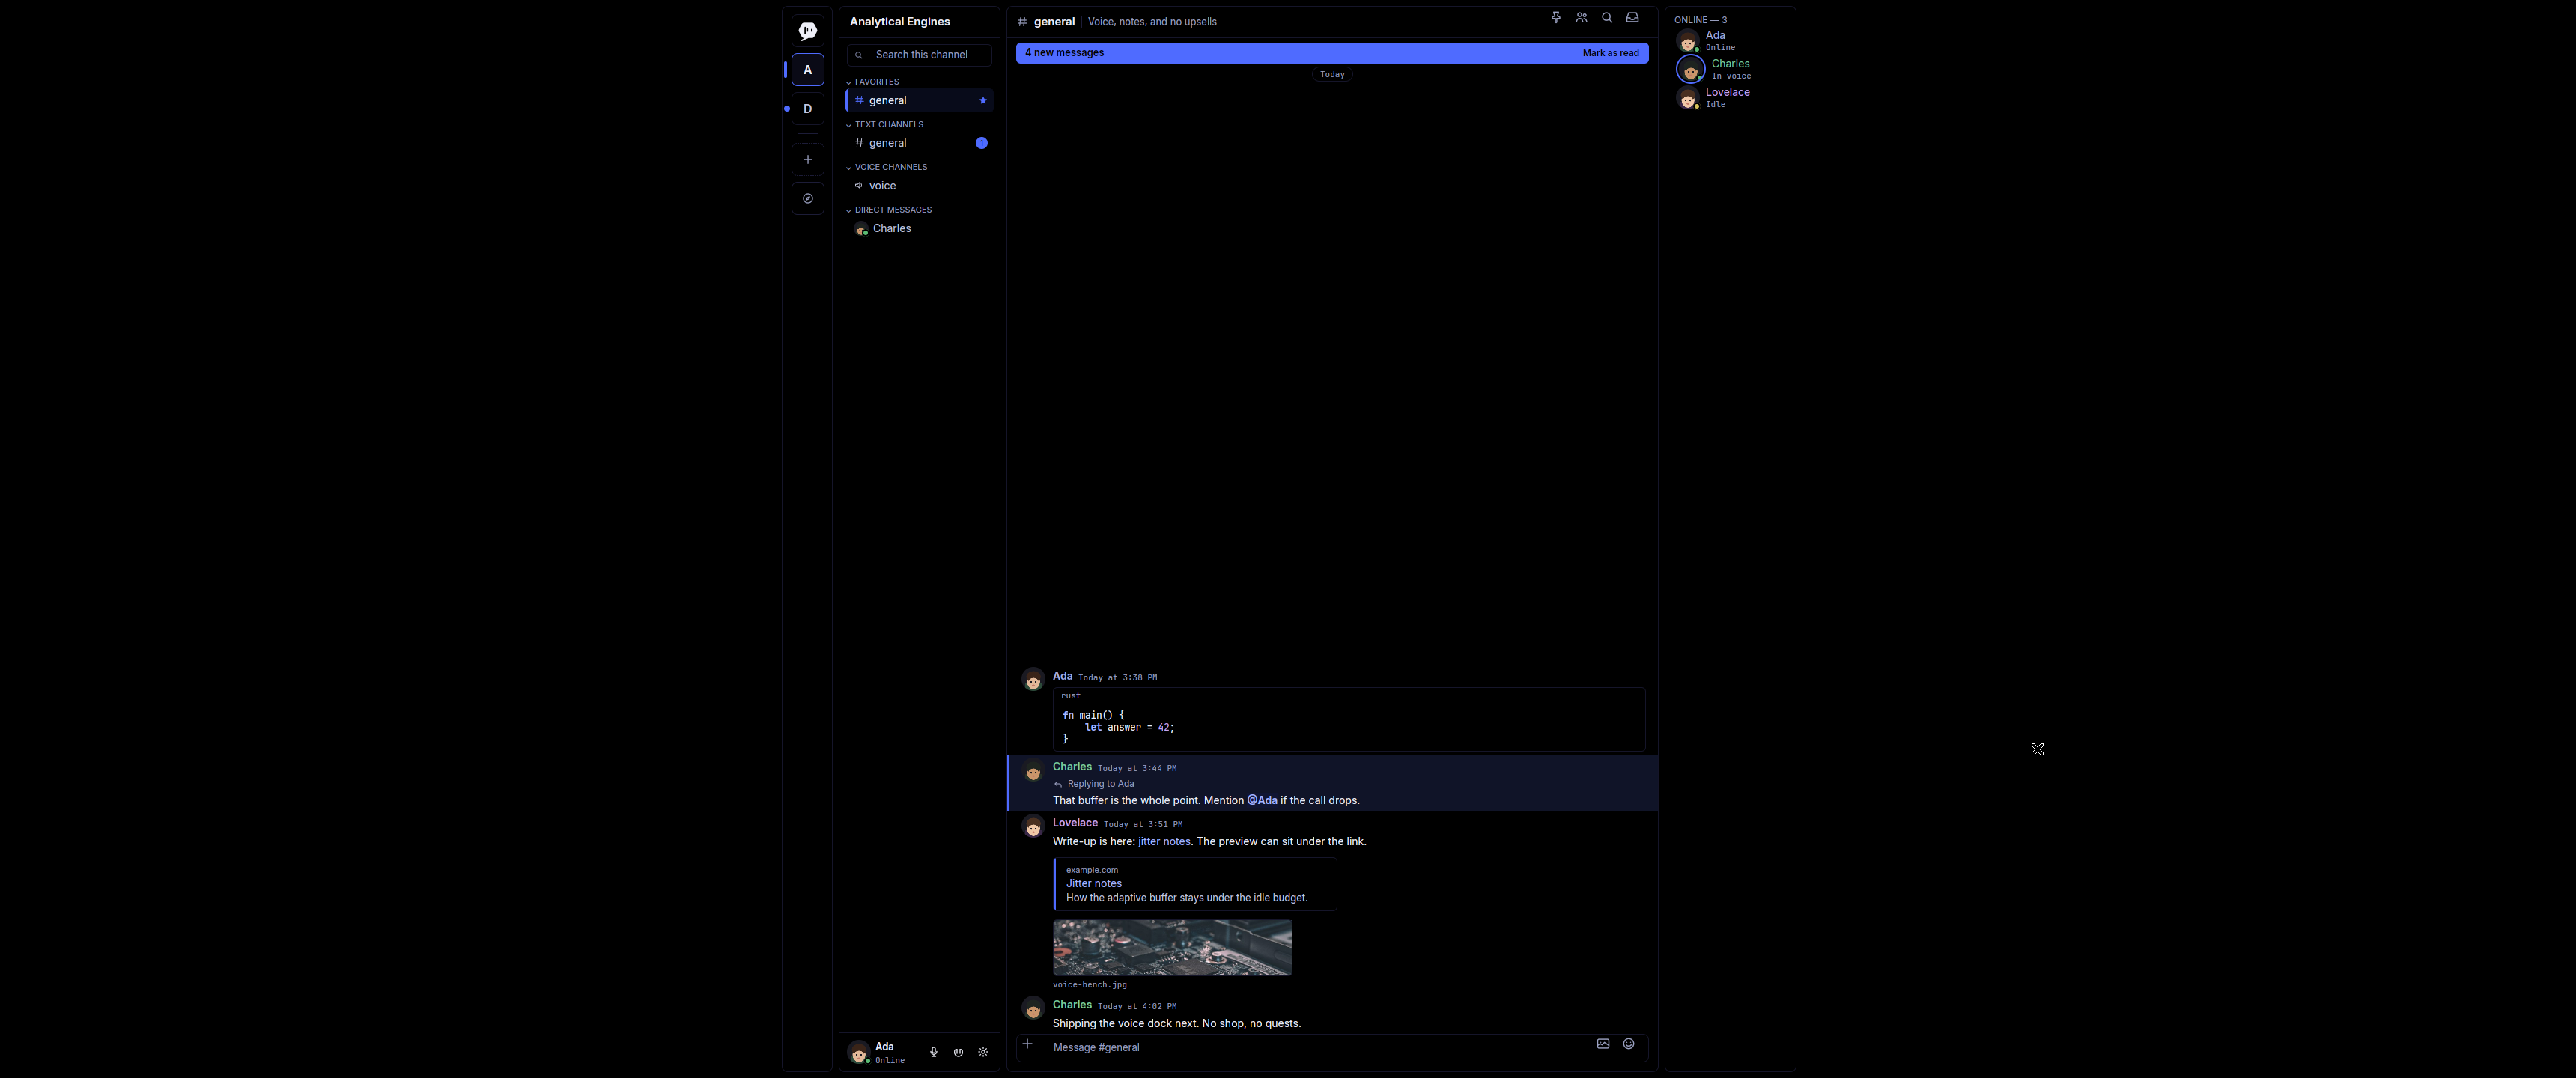 Analytical Engines
A
D
Search this channel
FAVORITES
general
TEXT CHANNELS
general
1
VOICE CHANNELS
voice
DIRECT MESSAGES
Charles
Ada
Online
# general
Voice, notes, and no upsells
4 new messages
Mark as read
Today
Ada Today at 3:38 PM
rust
fn main() {
    let answer = 42;
}
Charles Today at 3:44 PM
Replying to Ada
That buffer is the whole point. Mention @Ada if the call drops.
Lovelace Today at 3:51 PM
Write-up is here: jitter notes. The preview can sit under the link.
example.com
Jitter notes
How the adaptive buffer stays under the idle budget.
voice-bench.jpg
Charles Today at 4:02 PM
Shipping the voice dock next. No shop, no quests.
Message #general
ONLINE — 3
Ada
Online
Charles
In voice
Lovelace
Idle